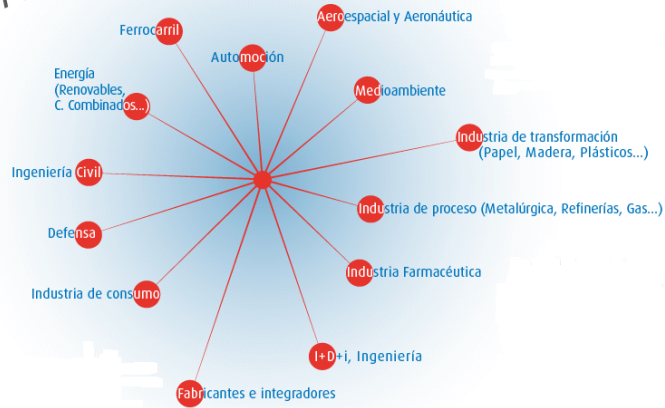 Aeroespacial y Aeronáutica
Ferrocarril
Automoción
Energía
(Renovables,
C. Combinados...)
Medioambiente
Industria de transformación
(Papel, Madera, Plásticos...)
Ingeniería Civil
Industria de proceso (Metalúrgica, Refinerías, Gas...)
Defensa
Industria Farmacéutica
Industria de consumo
I+D+i, Ingeniería
Fabricantes e integradores